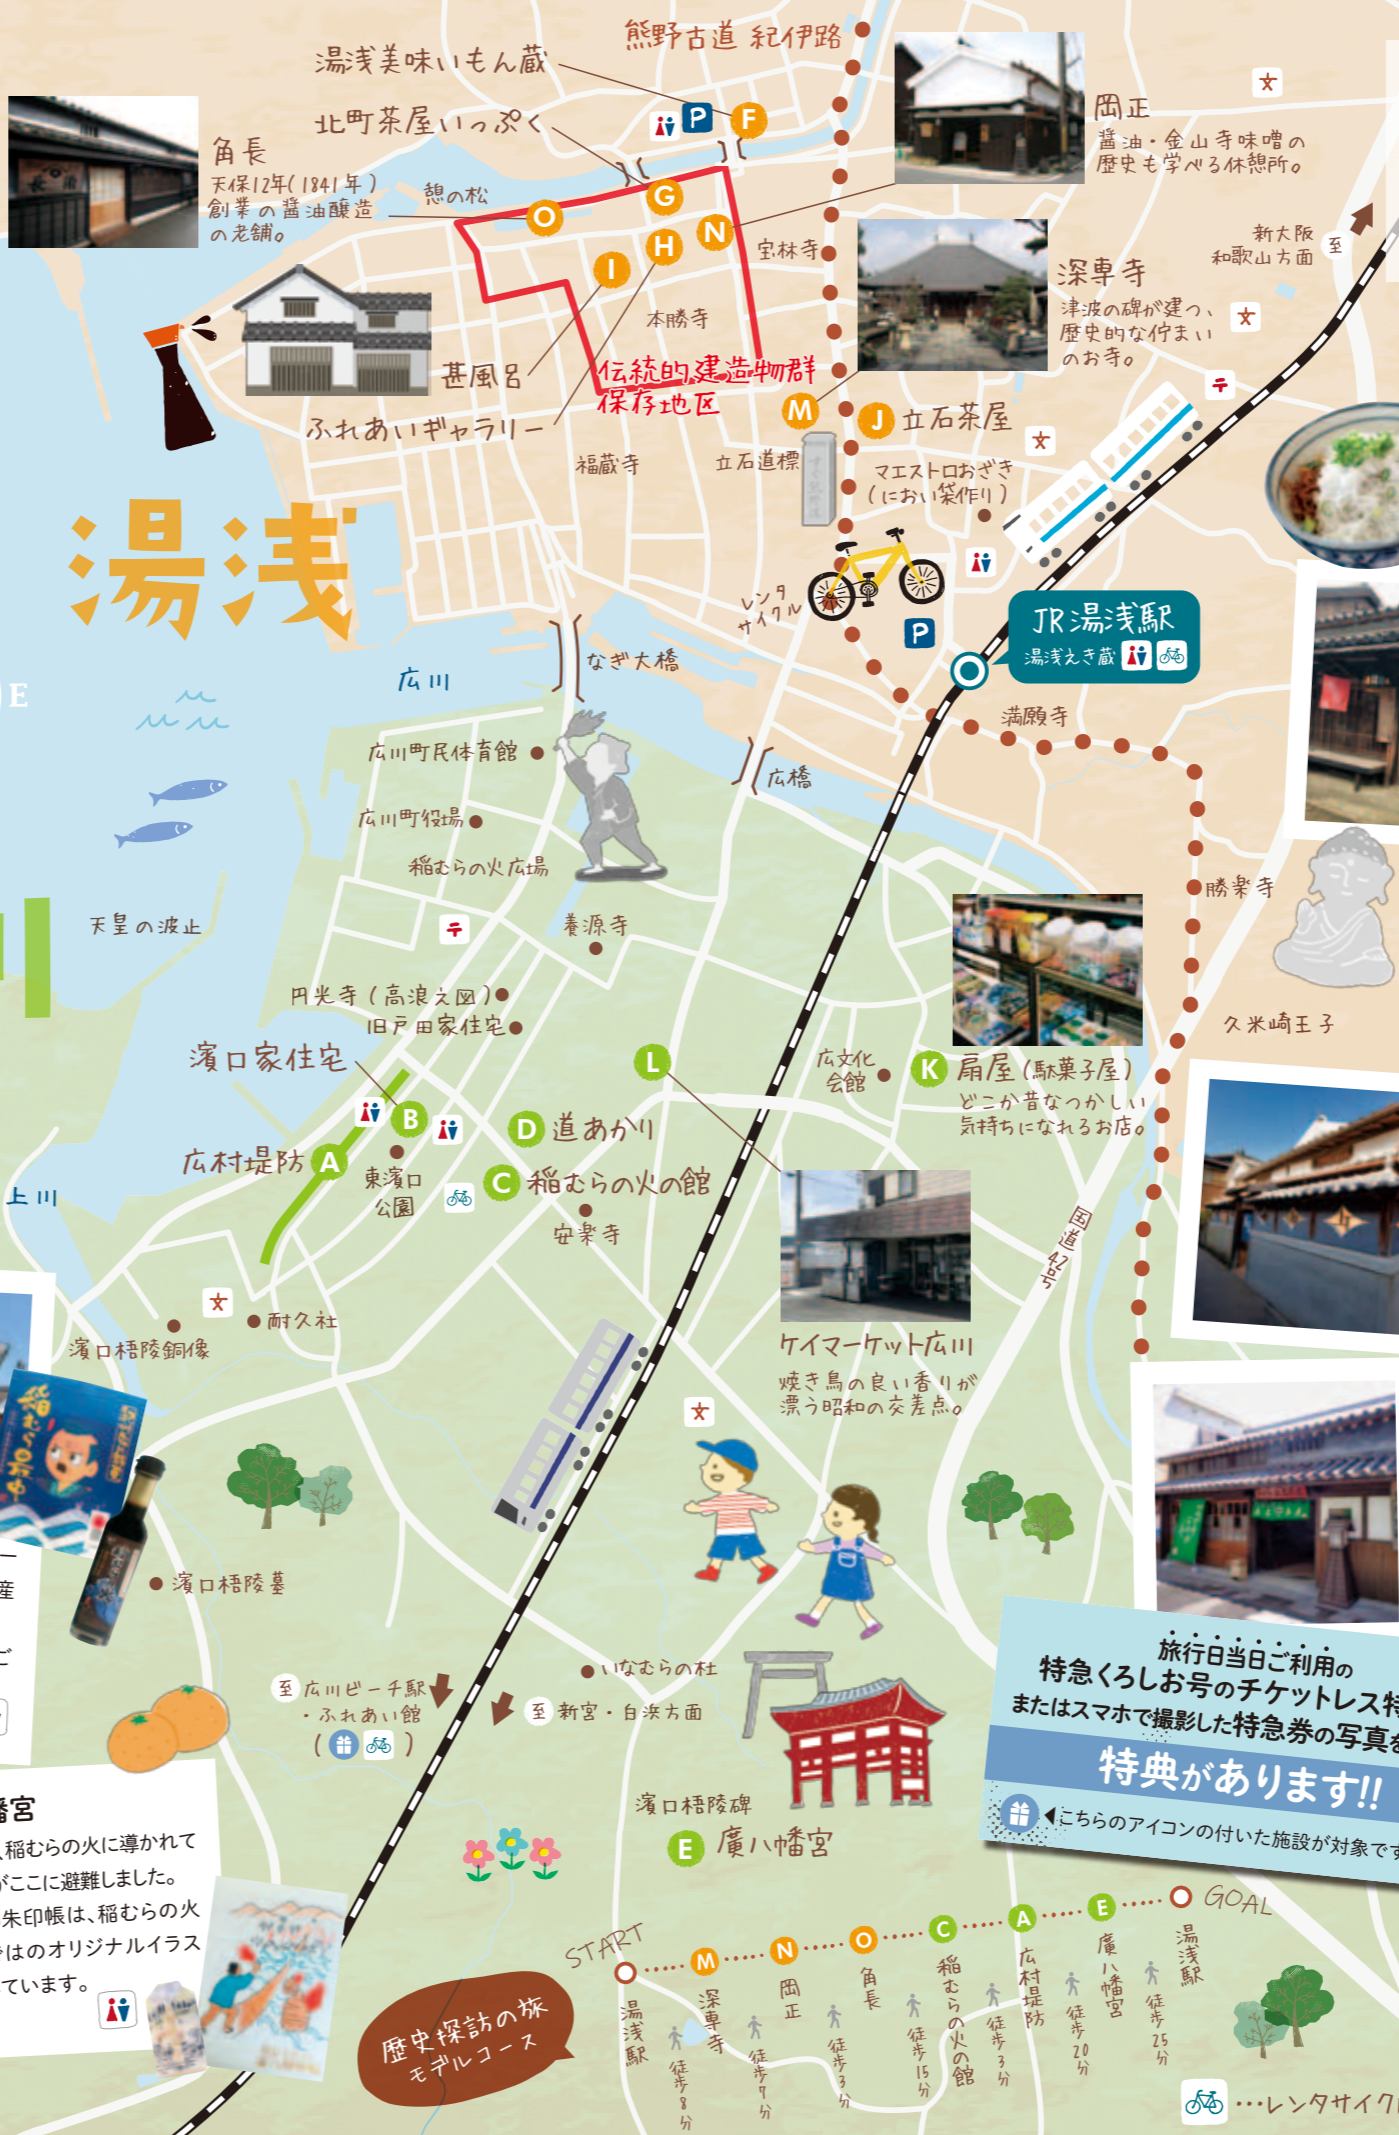 熊野古道 紀伊路
湯浅美味いもん蔵
北町茶屋いっぷく
P
F
角長
天保12年(1841年)
創業の醤油醸造
の老舗。
憩の松
O
G
H
N
I
岡正
醤油・金山寺味噌の
歴史も学べる休憩所。
文
新大阪
和歌山方面
至
宝林寺
本勝寺
深専寺
津波の碑が建つ、
歴史的な佇まい
のお寺。
文
甚風呂
ふれあいギャラリー
伝統的建造物群
保存地区
M
J 立石茶屋
福蔵寺
立石道標
文
マエストロおざき
(におい袋作り)
湯浅
レンタ
サイクル
P
JR湯浅駅
湯浅えき蔵
満願寺
E
広川
なぎ大橋
広橋
広川町民体育館
広川町役場
稲むらの火広場
天皇の波止
養源寺
勝楽寺
久米崎王子
円光寺(高浪之図)
旧戸田家住宅
濱口家住宅
L
広文化
会館
K 扇屋(駄菓子屋)
どこか昔なつかしい
気持ちになれるお店。
B
D 道あかり
広村堤防 A
東濱口
公園
C 稲むらの火の館
安楽寺
上川
国道42号
文
耐久社
濱口梧陵銅像
ケイマーケット広川
焼き鳥の良い香りが
漂う昭和の交差点。
文
稲むら最中
濱口梧陵墓
産
ご
いなむらの杜
至 広川ビーチ駅
・ふれあい館
( )
至 新宮・白浜方面
旅行日当日ご利用の
特急くろしお号のチケットレス特
またはスマホで撮影した特急券の写真を
特典があります!!
◀こちらのアイコンの付いた施設が対象です
濱口梧陵碑
E 廣八幡宮
幡宮
、稲むらの火に導かれて
がここに避難しました。
朱印帳は、稲むらの火
ではのオリジナルイラス
ています。
歴史探訪の旅
モデルコース
START
湯浅駅
徒歩8分
M
深専寺
徒歩7分
N
岡正
徒歩3分
O
角長
徒歩15分
C
稲むらの火の館
徒歩3分
A
広村堤防
徒歩20分
E
廣八幡宮
徒歩25分
湯浅駅
GOAL
…レンタサイクル